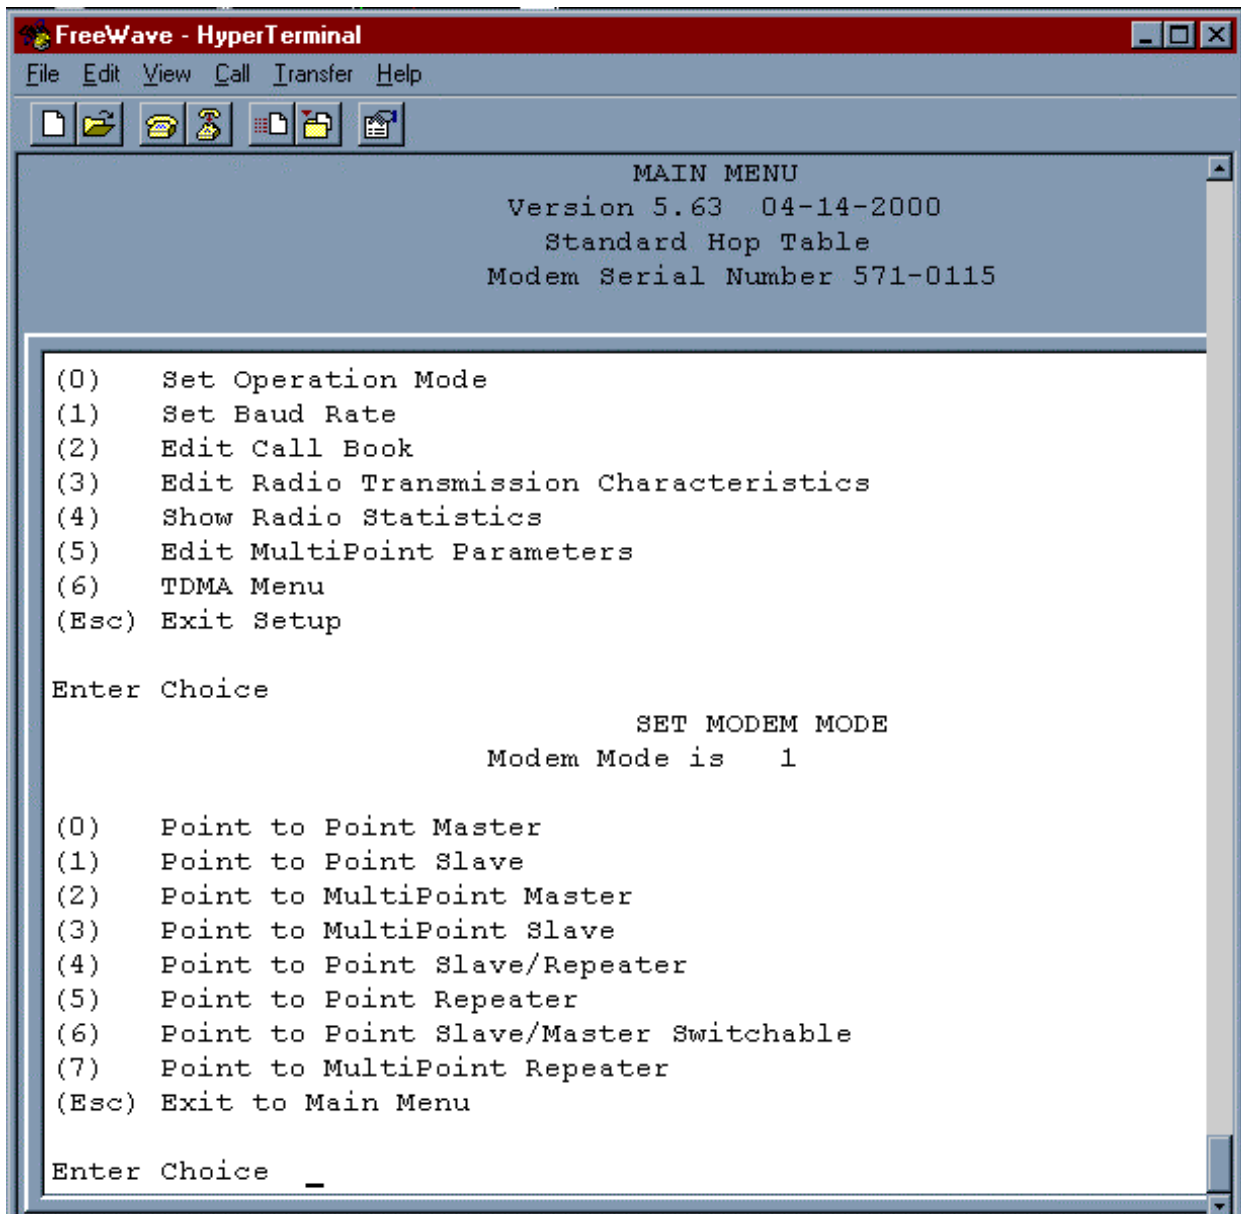 FreeWave - HyperTerminal
File Edit View Call Transfer Help
MAIN MENU
Version 5.63 04-14-2000
Standard Hop Table
Modem Serial Number 571-0115
(0) Set Operation Mode
(1) Set Baud Rate
(2) Edit Call Book
(3) Edit Radio Transmission Characteristics
(4) Show Radio Statistics
(5) Edit MultiPoint Parameters
(6) TDMA Menu
(Esc) Exit Setup
Enter Choice
SET MODEM MODE
Modem Mode is 1
(0) Point to Point Master
(1) Point to Point Slave
(2) Point to MultiPoint Master
(3) Point to MultiPoint Slave
(4) Point to Point Slave/Repeater
(5) Point to Point Repeater
(6) Point to Point Slave/Master Switchable
(7) Point to MultiPoint Repeater
(Esc) Exit to Main Menu
Enter Choice _